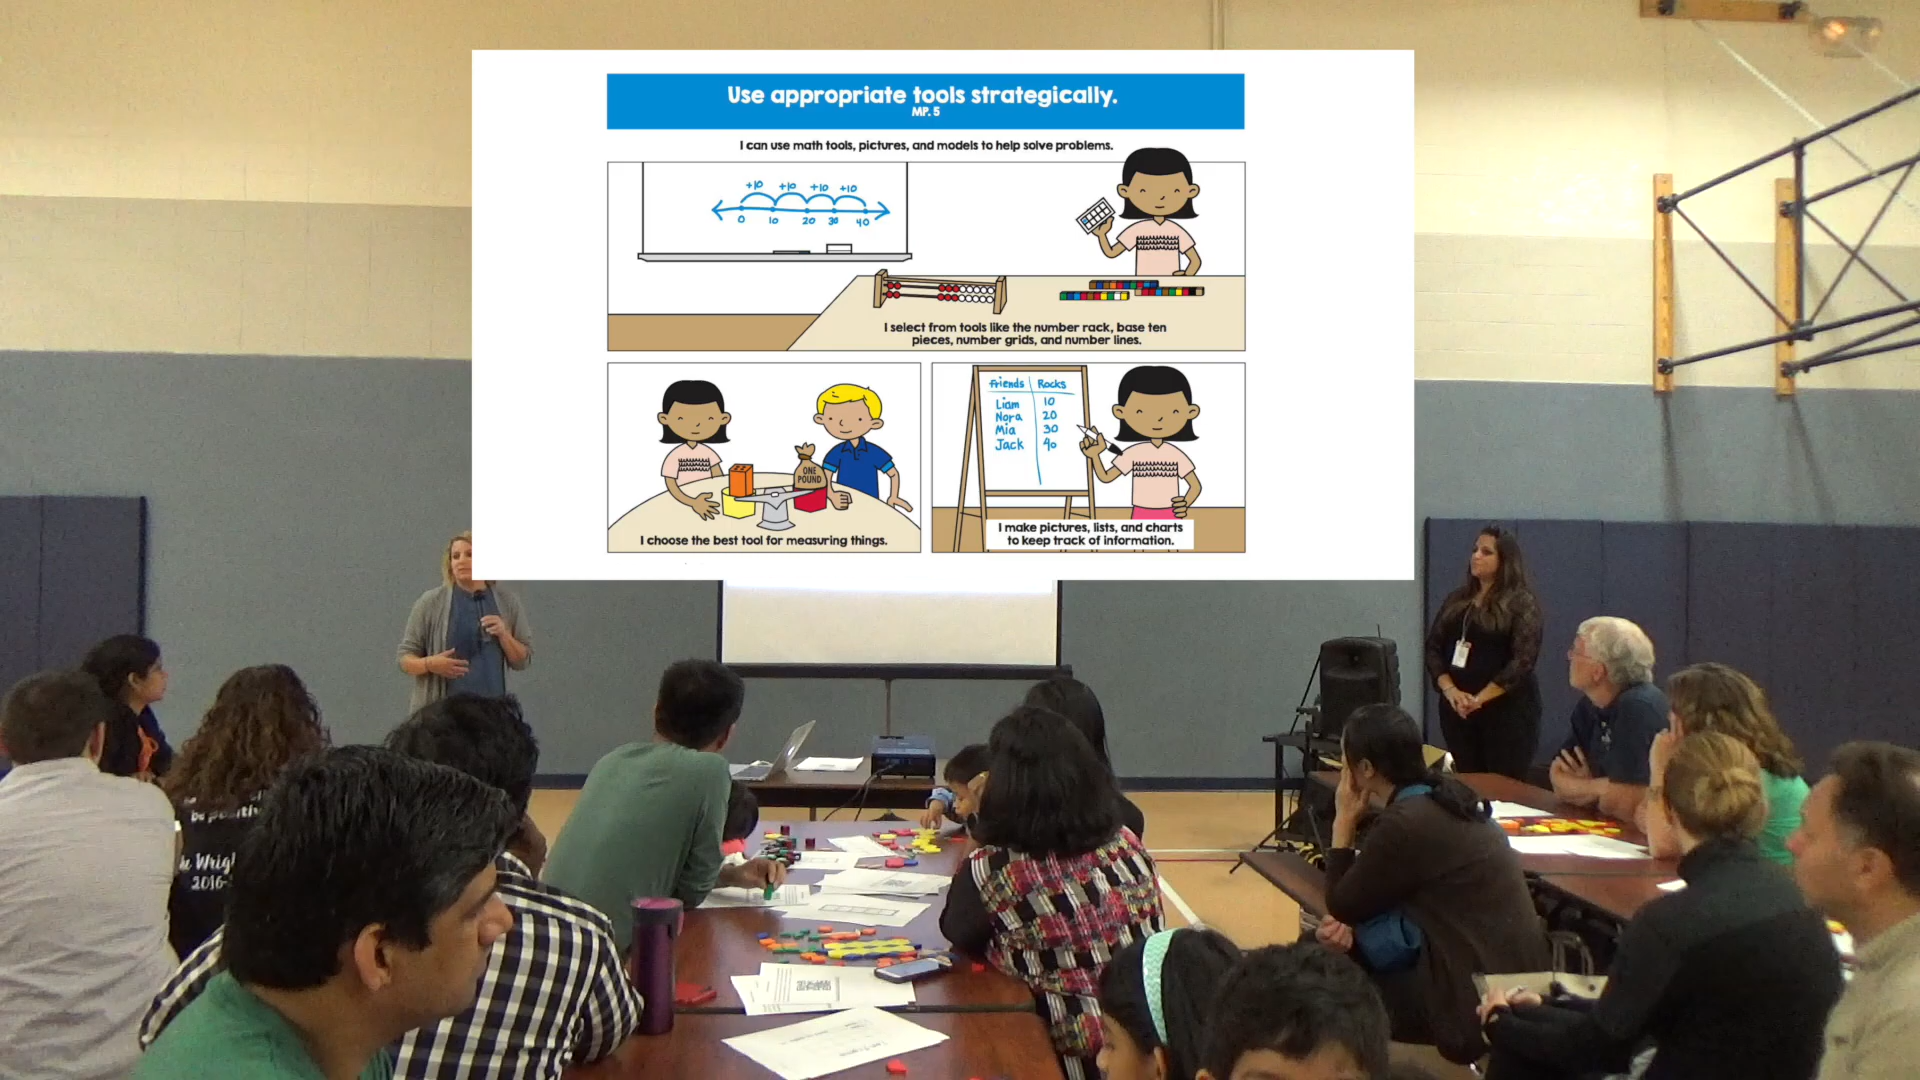 Use appropriate tools strategically.
MP. 5
I can use math tools, pictures, and models to help solve problems.
+10 +10 +10 +10
0 10 20 30 40
I select from tools like the number rack, base ten
pieces, number grids, and number lines.
ONE
POUND
I choose the best tool for measuring things.
friends Rocks
Liam 10
Nora 20
Mia 30
Jack 40
I make pictures, lists, and charts
to keep track of information.
be positiv
2016-